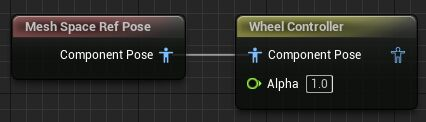 Mesh Space Ref Pose
Component Pose
Wheel Controller
Component Pose
Alpha 1.0